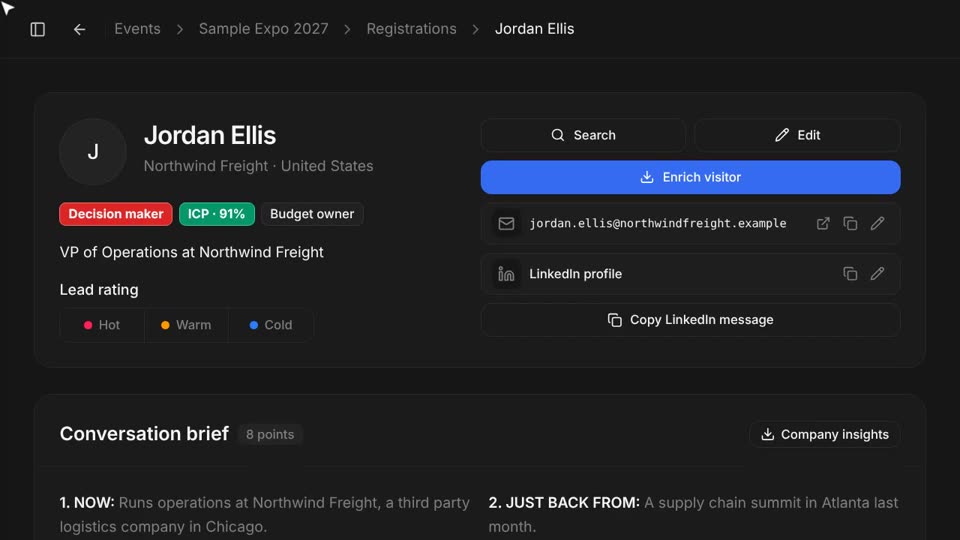 Events > Sample Expo 2027 > Registrations > Jordan Ellis
J
Jordan Ellis
Northwind Freight · United States
Decision maker
ICP · 91%
Budget owner
VP of Operations at Northwind Freight
Lead rating
Hot
Warm
Cold
Search
Edit
Enrich visitor
jordan.ellis@northwindfreight.example
in
LinkedIn profile
Copy LinkedIn message
Conversation brief
8 points
Company insights
1. NOW: Runs operations at Northwind Freight, a third party
logistics company in Chicago.
2. JUST BACK FROM: A supply chain summit in Atlanta last
month.